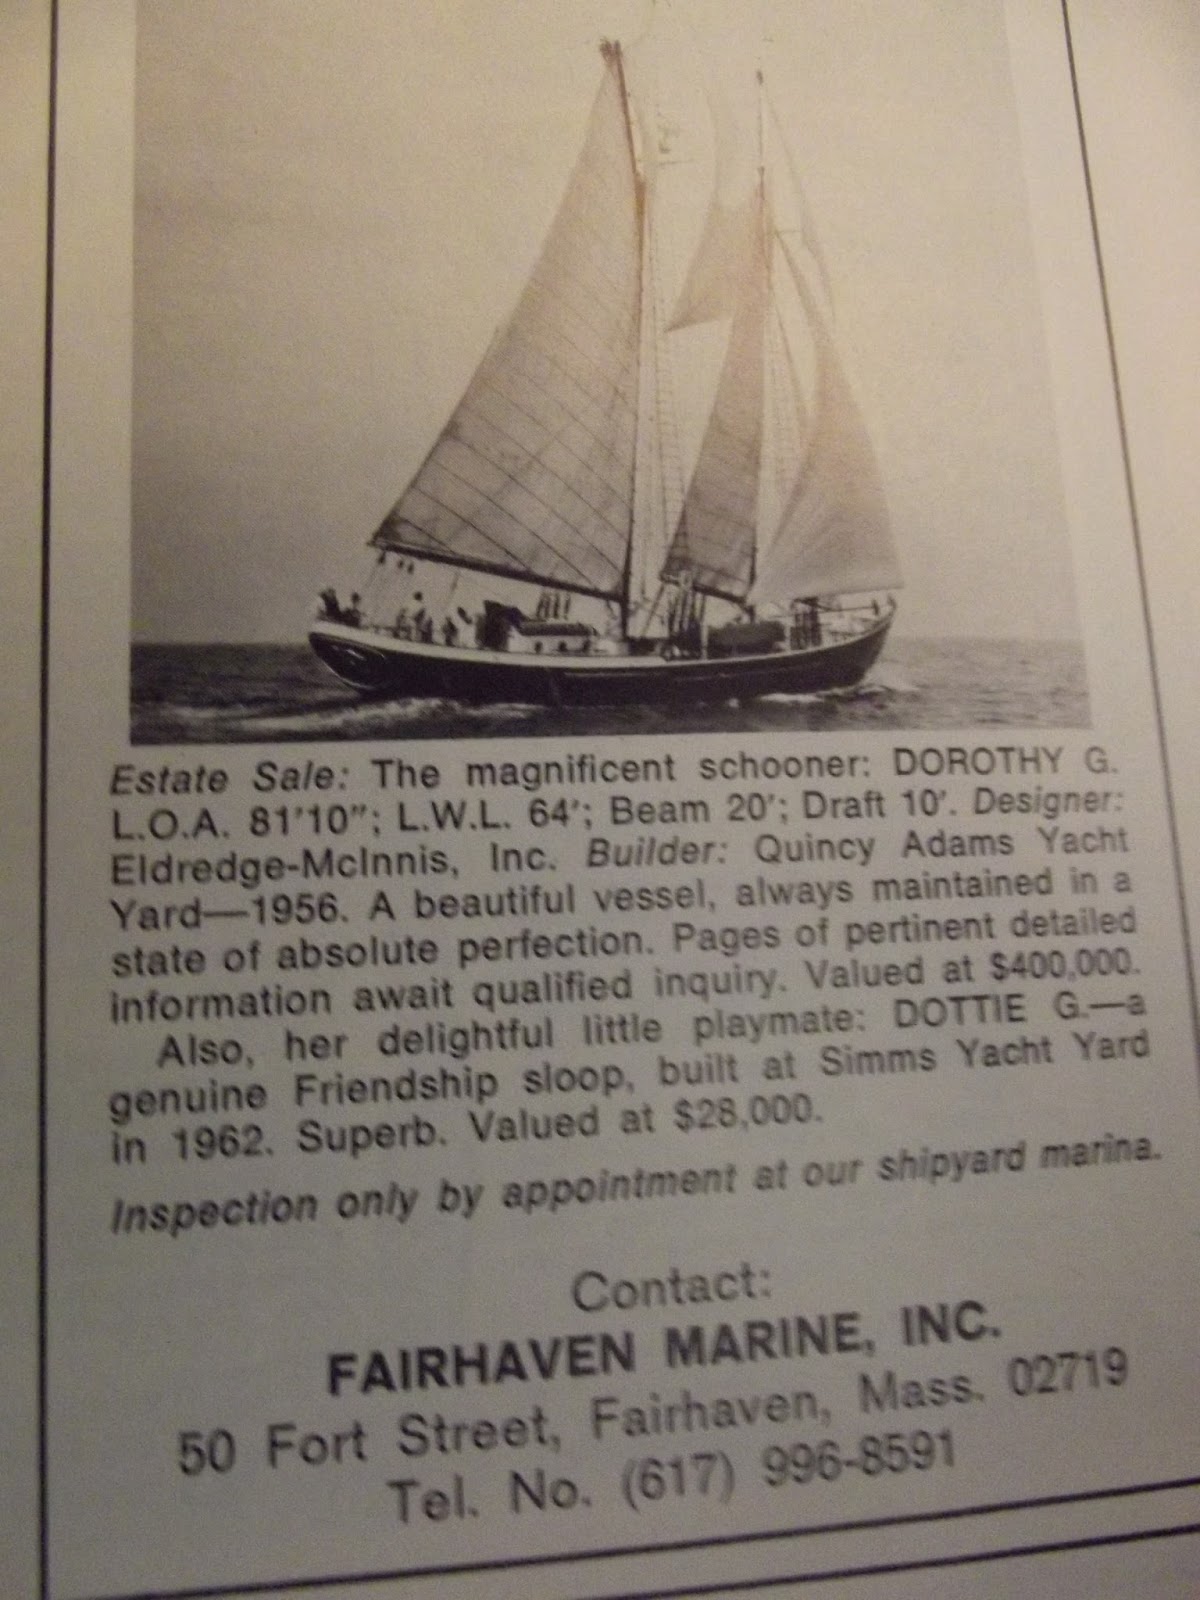 Estate Sale: The magnificent schooner: DOROTHY G.
L.O.A. 81'10"; L.W.L. 64'; Beam 20'; Draft 10'. Designer:
Eldredge-McInnis, Inc. Builder: Quincy Adams Yacht
Yard—1956. A beautiful vessel, always maintained in a
state of absolute perfection. Pages of pertinent detailed
information await qualified inquiry. Valued at $400,000.
Also, her delightful little playmate: DOTTIE G.—a
genuine Friendship sloop, built at Simms Yacht Yard
in 1962. Superb. Valued at $28,000.
Inspection only by appointment at our shipyard marina.
Contact:
FAIRHAVEN MARINE, INC.
50 Fort Street, Fairhaven, Mass. 02719
Tel. No. (617) 996-8591